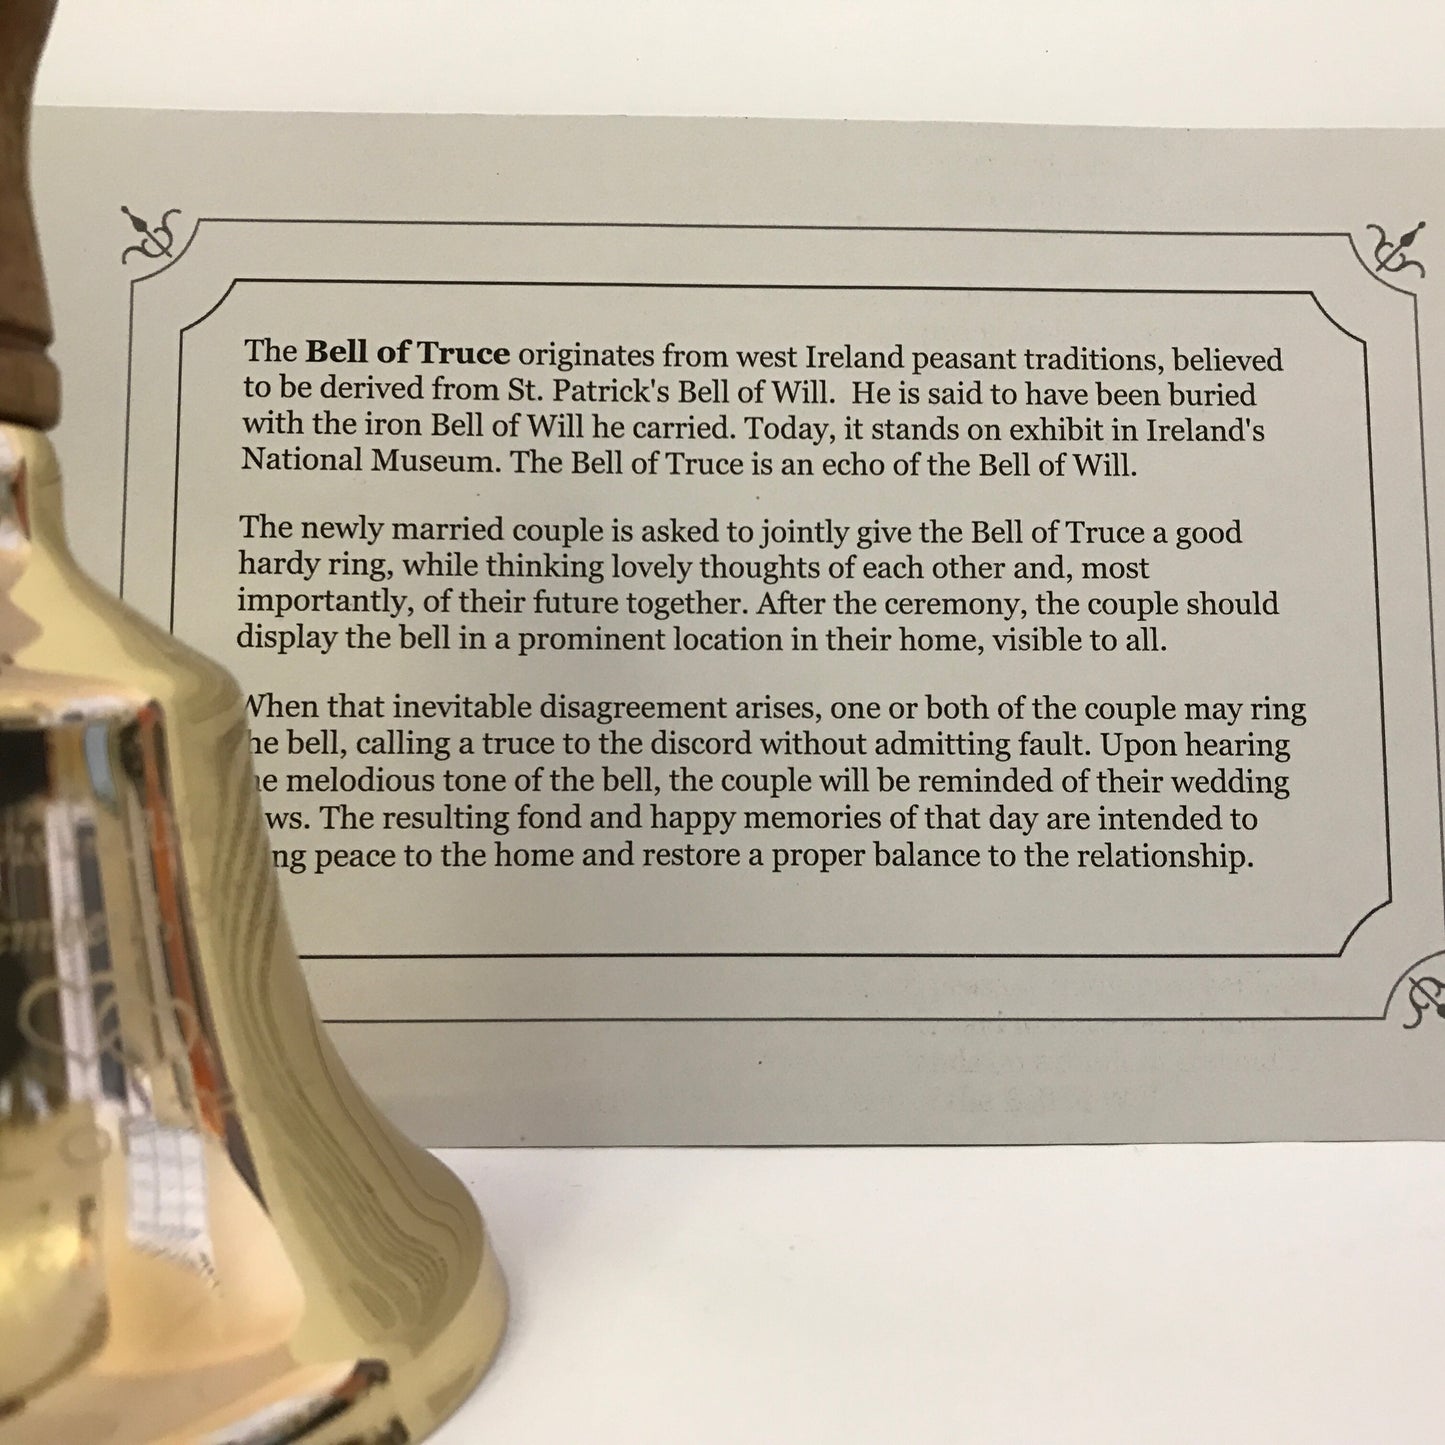 The Bell of Truce originates from west Ireland peasant traditions, believed
to be derived from St. Patrick's Bell of Will.  He is said to have been buried
with the iron Bell of Will he carried. Today, it stands on exhibit in Ireland's
National Museum. The Bell of Truce is an echo of the Bell of Will.
The newly married couple is asked to jointly give the Bell of Truce a good
hardy ring, while thinking lovely thoughts of each other and, most
importantly, of their future together. After the ceremony, the couple should
display the bell in a prominent location in their home, visible to all.
When that inevitable disagreement arises, one or both of the couple may ring
he bell, calling a truce to the discord without admitting fault. Upon hearing
e melodious tone of the bell, the couple will be reminded of their wedding
ws. The resulting fond and happy memories of that day are intended to
ng peace to the home and restore a proper balance to the relationship.